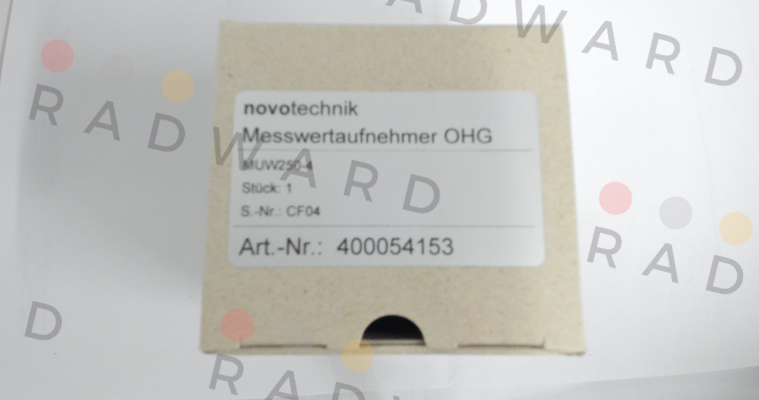 RADWARD
novotechnik
Messwertaufnehmer OHG
MUW250-4
Stück: 1
S.-Nr.: CF04
Art.-Nr.: 400054153
RADWARD
RAD
D
RAD